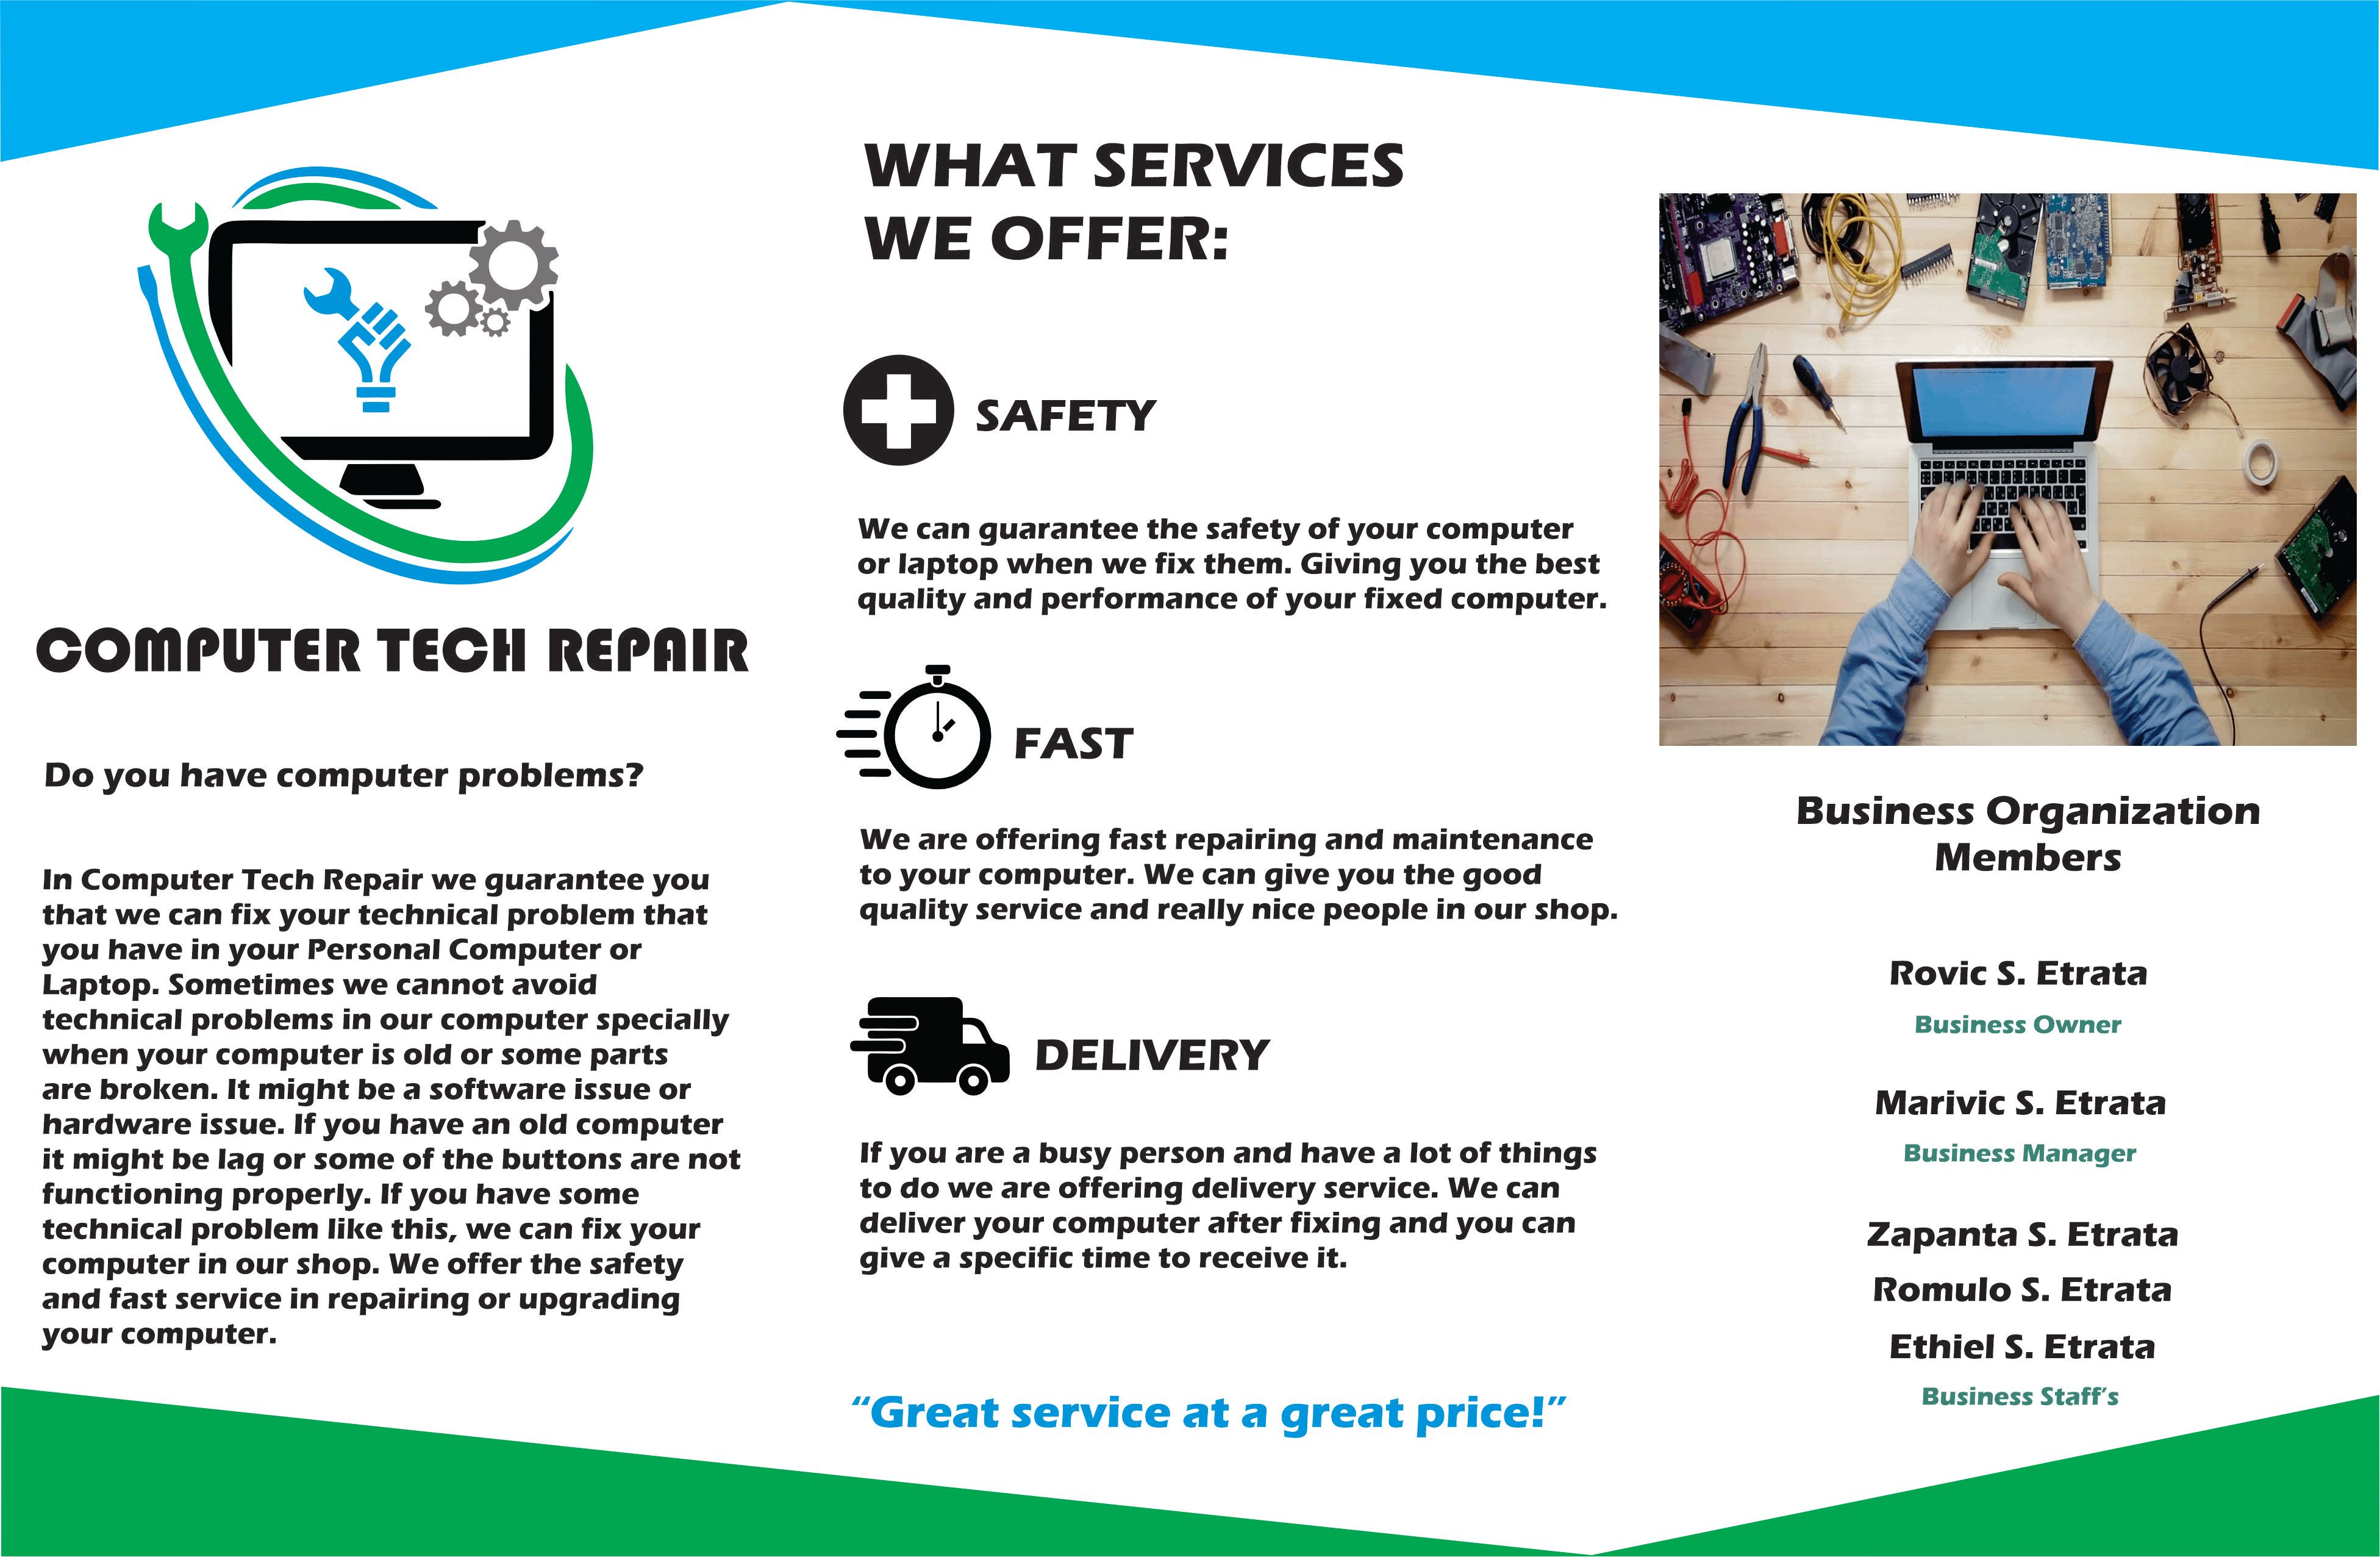 COMPUTER TECH REPAIR
Do you have computer problems?
In Computer Tech Repair we guarantee you
that we can fix your technical problem that
you have in your Personal Computer or
Laptop. Sometimes we cannot avoid
technical problems in our computer specially
when your computer is old or some parts
are broken. It might be a software issue or
hardware issue. If you have an old computer
it might be lag or some of the buttons are not
functioning properly. If you have some
technical problem like this, we can fix your
computer in our shop. We offer the safety
and fast service in repairing or upgrading
your computer.
WHAT SERVICES
WE OFFER:
SAFETY
We can guarantee the safety of your computer
or laptop when we fix them. Giving you the best
quality and performance of your fixed computer.
FAST
We are offering fast repairing and maintenance
to your computer. We can give you the good
quality service and really nice people in our shop.
DELIVERY
If you are a busy person and have a lot of things
to do we are offering delivery service. We can
deliver your computer after fixing and you can
give a specific time to receive it.
“Great service at a great price!”
Business Organization
Members
Rovic S. Etrata
Business Owner
Marivic S. Etrata
Business Manager
Zapanta S. Etrata
Romulo S. Etrata
Ethiel S. Etrata
Business Staff’s